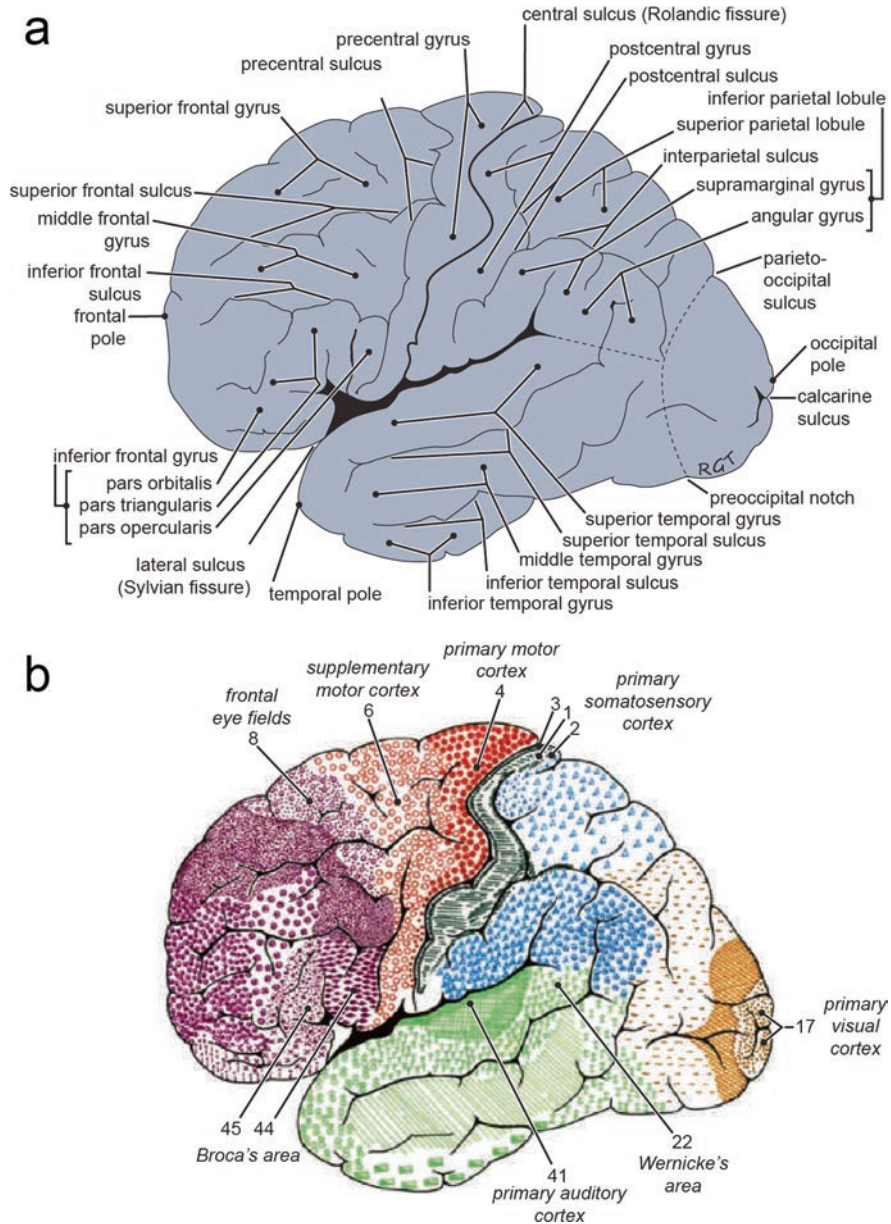 a
central sulcus (Rolandic fissure)
precentral gyrus
postcentral gyrus
precentral sulcus
postcentral sulcus
inferior parietal lobule
superior frontal gyrus
superior parietal lobule
interparietal sulcus
superior frontal sulcus
supramarginal gyrus
middle frontal
gyrus
angular gyrus
inferior frontal
sulcus
parieto-
occipital
sulcus
frontal
pole
occipital
pole
calcarine
sulcus
inferior frontal gyrus
pars orbitalis
pars triangularis
pars opercularis
RGT
preoccipital notch
superior temporal gyrus
superior temporal sulcus
lateral sulcus
(Sylvian fissure)
middle temporal gyrus
temporal pole
inferior temporal sulcus
inferior temporal gyrus
b
primary motor
cortex
4
supplementary
motor cortex
6
primary
somatosensory
cortex
3
1
2
frontal
eye fields
8
primary
visual
cortex
17
45
44
Broca's area
22
Wernicke's
area
41
primary auditory
cortex